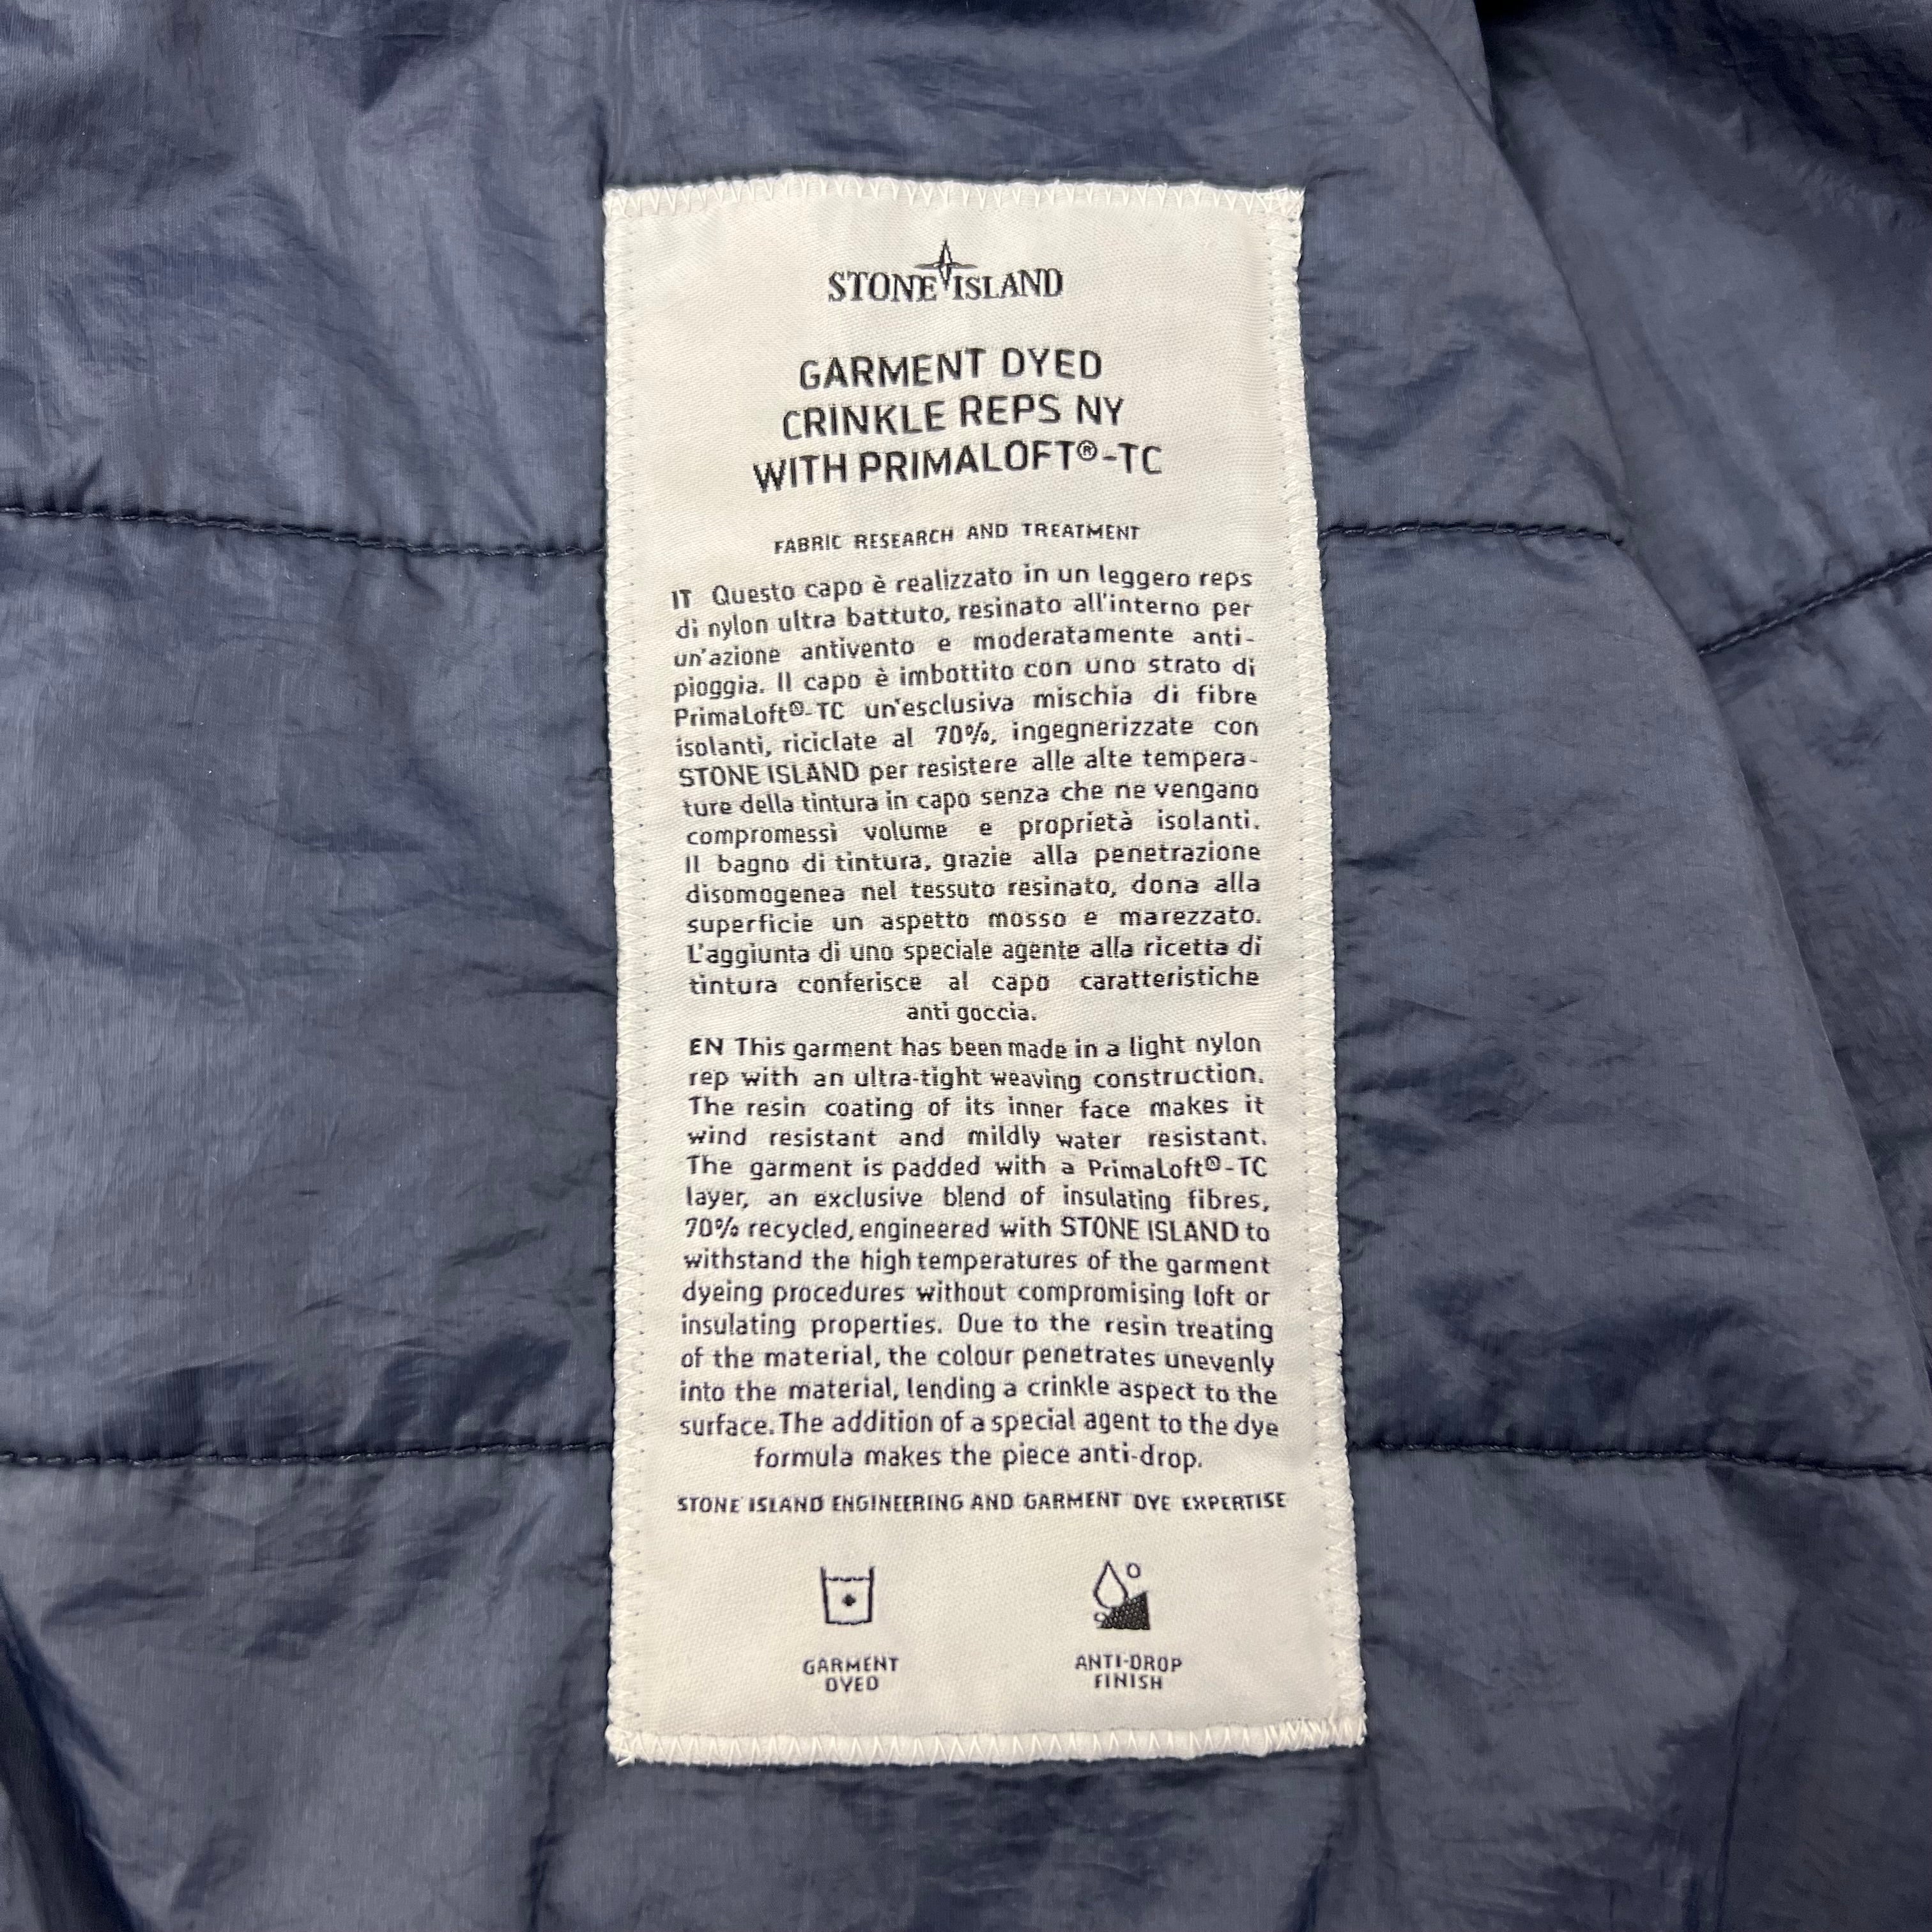 STONE ISLAND
GARMENT DYED
CRINKLE REPS NY
WITH PRIMALOFT®-TC
FABRIC RESEARCH AND TREATMENT
IT Questo capo è realizzato in un leggero reps
di nylon ultra battuto, resinato all'interno per
un'azione antivento e moderatamente anti-
pioggia. Il capo è imbottito con uno strato di
PrimaLoft®-TC un'esclusiva mischia di fibre
isolanti, riciclate al 70%, ingegnerizzate con
STONE ISLAND per resistere alle alte tempera-
ture della tintura in capo senza che ne vengano
compromessi volume e proprietà isolanti.
Il bagno di tintura, grazie alla penetrazione
disomogenea nel tessuto resinato, dona alla
superficie un aspetto mosso e marezzato.
L'aggiunta di uno speciale agente alla ricetta di
tintura conferisce al capo caratteristiche
anti goccia.
EN This garment has been made in a light nylon
rep with an ultra-tight weaving construction.
The resin coating of its inner face makes it
wind resistant and mildly water resistant.
The garment is padded with a PrimaLoft®-TC
layer, an exclusive blend of insulating fibres,
70% recycled, engineered with STONE ISLAND to
withstand the high temperatures of the garment
dyeing procedures without compromising loft or
insulating properties. Due to the resin treating
of the material, the colour penetrates unevenly
into the material, lending a crinkle aspect to the
surface. The addition of a special agent to the dye
formula makes the piece anti-drop.
STONE ISLAND ENGINEERING AND GARMENT DYE EXPERTISE
GARMENT
DYED
ANTI-DROP
FINISH